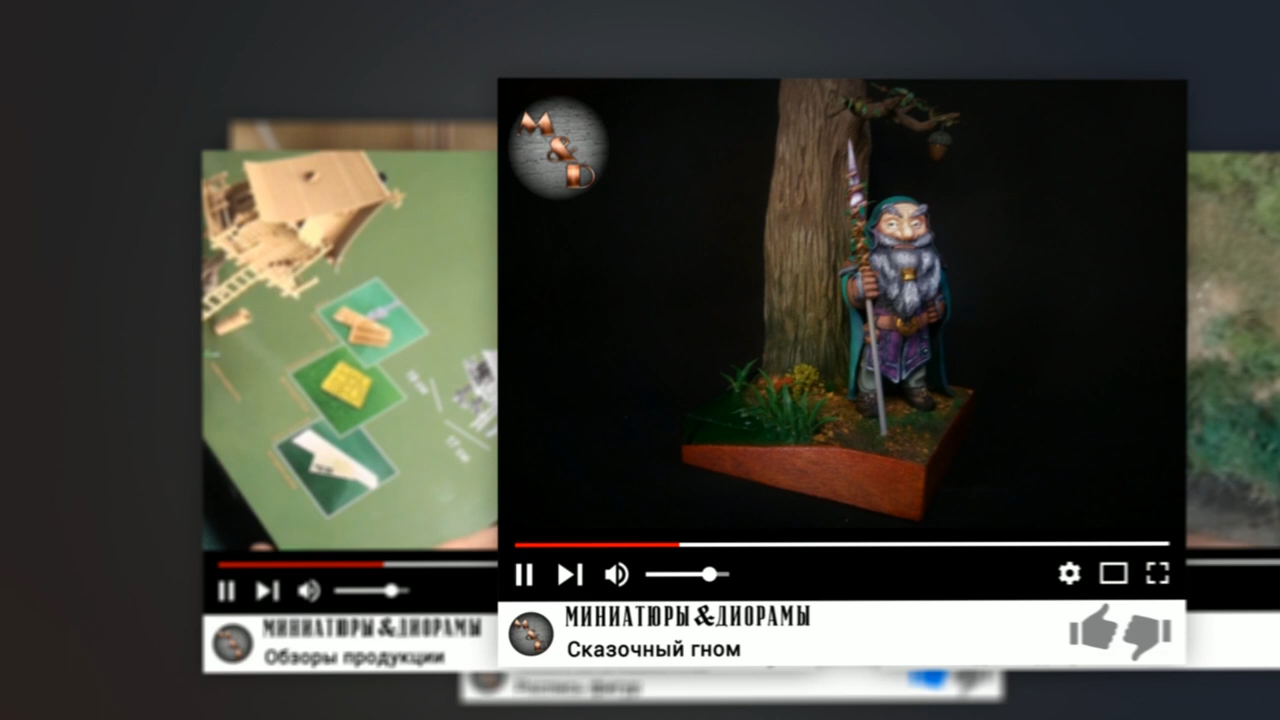 М
&
D
МИНИАТЮРЫ&ДИОРАМЫ
Сказочный гном
МИНИАТЮРЫ&ДИОРАМЫ
Обзоры продукции